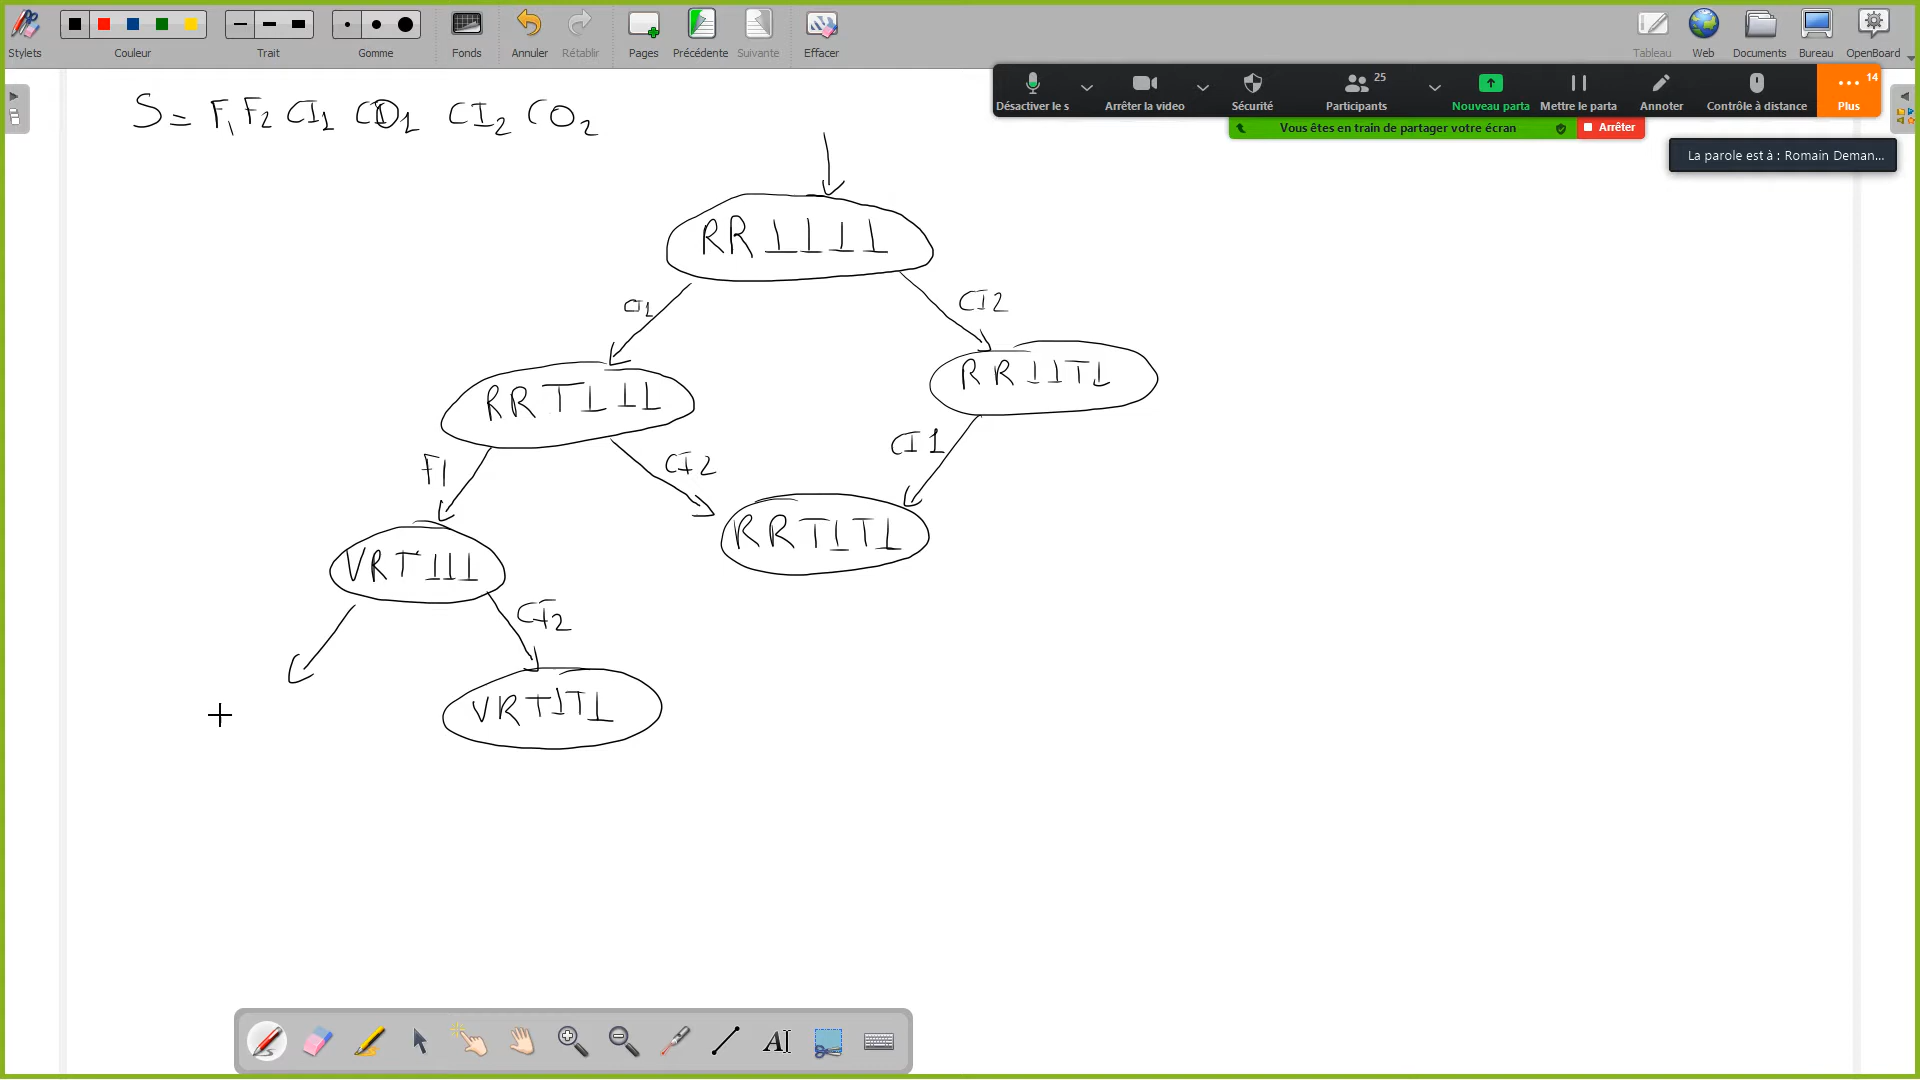 Stylets
Couleur
Trait
Gomme
Fonds
Annuler
Rétablir
Pages
Précédente
Suivante
Effacer
Tableau
Web
Documents
Bureau
OpenBoard
Désactiver le s
Arrêter la video
Sécurité
25
Participants
Nouveau parta
Mettre le parta
Annoter
Contrôle à distance
14
Plus
Vous êtes en train de partager votre écran
Arrêter
La parole est à : Romain Deman...
S = F1 F2 CI1 CO1 CI2 CO2
RR⊥⊥⊥⊥
CI1
CI2
RRT⊥⊥⊥
RR⊥⊥T⊥
F1
CI2
CI1
VRT⊥⊥⊥
RRT⊥T⊥
CI2
VRT⊥T⊥
AI